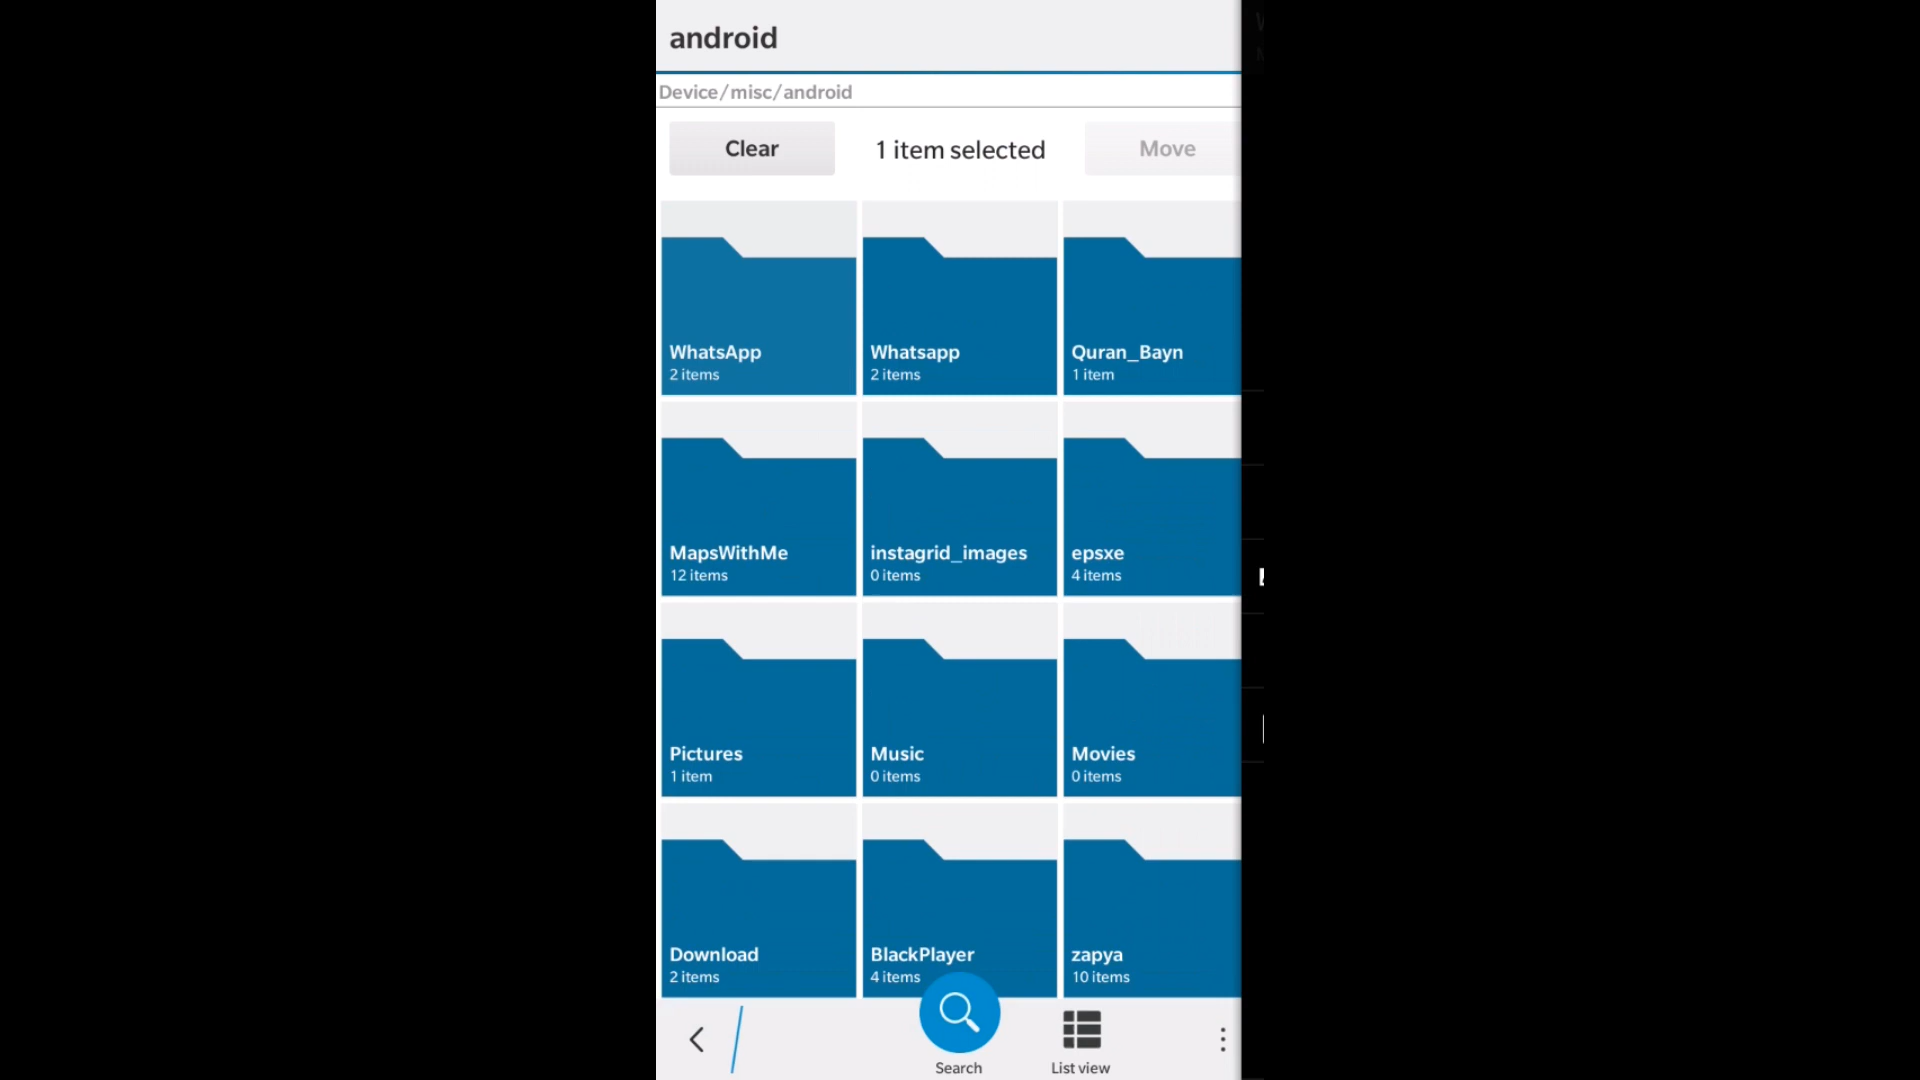 android
Device/misc/android
Clear
1 item selected
Move
WhatsApp
2 items
Whatsapp
2 items
Quran_Bayn
1 item
MapsWithMe
12 items
instagrid_images
0 items
epsxe
4 items
Pictures
1 item
Music
0 items
Movies
0 items
Download
2 items
BlackPlayer
4 items
zapya
10 items
Search
List view